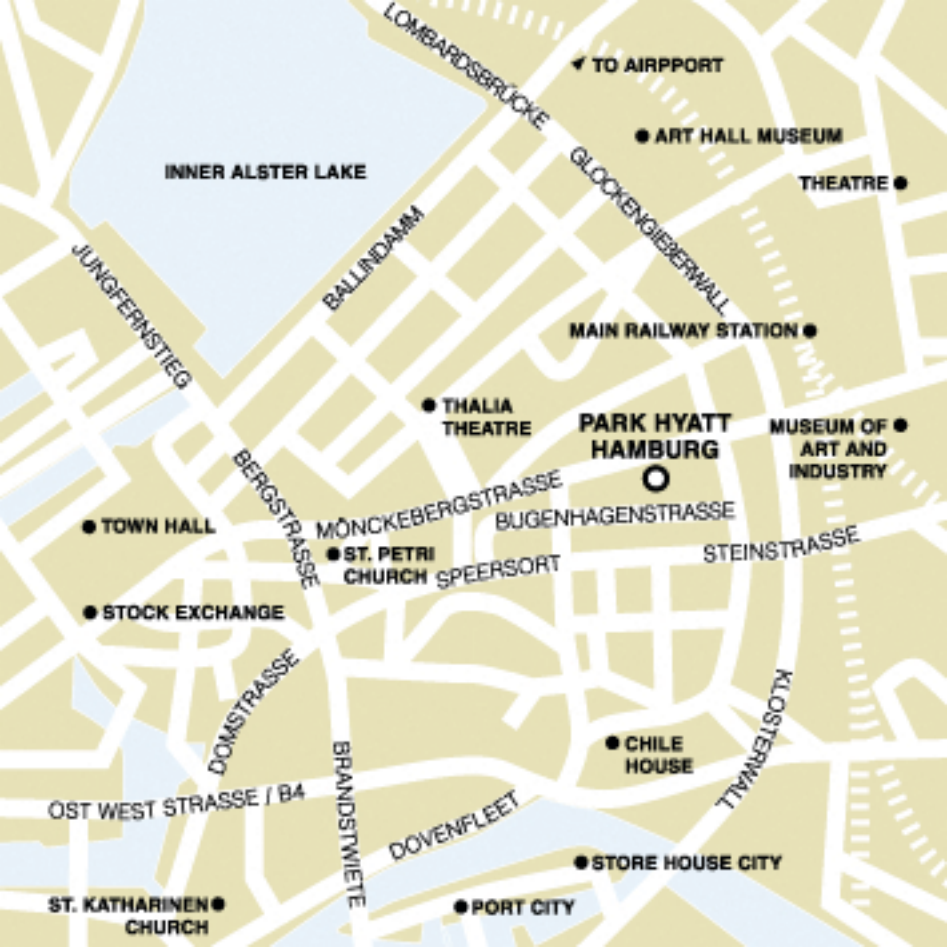 LOMBARDSBRÜCKE
TO AIRPPORT
ART HALL MUSEUM
INNER ALSTER LAKE
GLOCKENGIEßERWALL
THEATRE
BALLINDAMM
JUNGFERNSTIEG
MAIN RAILWAY STATION
THALIA
THEATRE
PARK HYATT
HAMBURG
MUSEUM OF
ART AND
INDUSTRY
BERGSTRASSE
MÖNCKEBERGSTRASSE
BUGENHAGENSTRASSE
TOWN HALL
STEINSTRASSE
ST. PETRI
CHURCH
SPEERSORT
STOCK EXCHANGE
DOMSTRASSE
KLOSTERWALL
CHILE
HOUSE
BRANDSTWIETE
OST WEST STRASSE / B4
DOVENFLEET
STORE HOUSE CITY
ST. KATHARINEN
CHURCH
PORT CITY